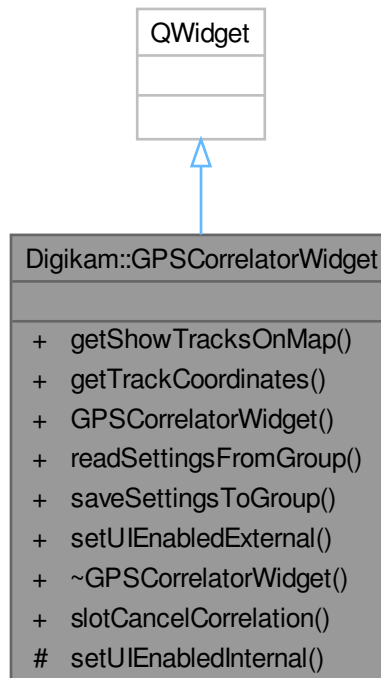 QWidget
Digikam::GPSCorrelatorWidget
+ getShowTracksOnMap()
+ getTrackCoordinates()
+ GPSCorrelatorWidget()
+ readSettingsFromGroup()
+ saveSettingsToGroup()
+ setUIEnabledExternal()
+ ~GPSCorrelatorWidget()
+ slotCancelCorrelation()
# setUIEnabledInternal()